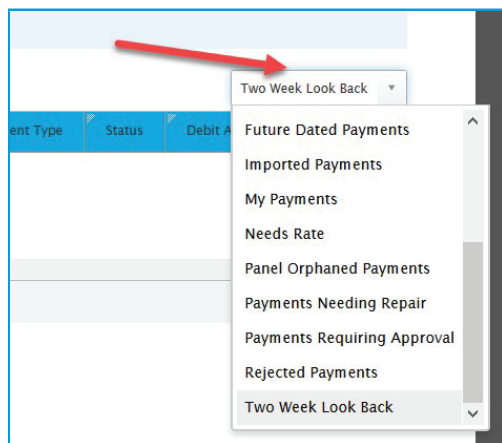 Two Week Look Back
ent Type Status Debit A
Future Dated Payments
Imported Payments
My Payments
Needs Rate
Panel Orphaned Payments
Payments Needing Repair
Payments Requiring Approval
Rejected Payments
Two Week Look Back